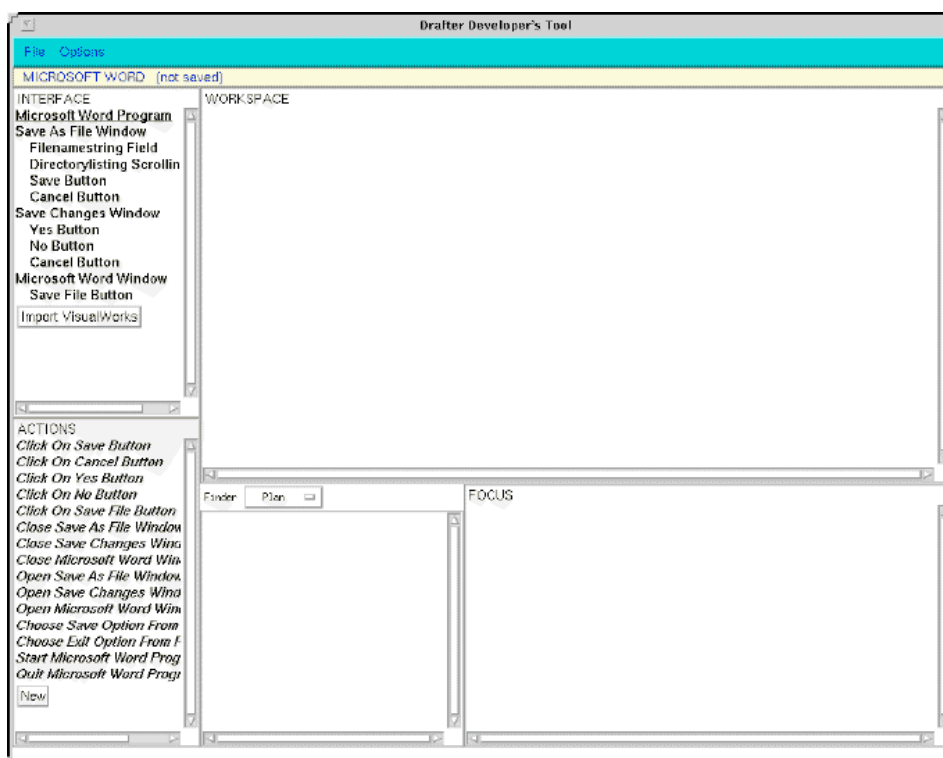 Drafter Developer's Tool
File Options
MICROSOFT WORD (not saved)
INTERFACE
Microsoft Word Program
Save As File Window
Filenamestring Field
Directorylisting Scrollin
Save Button
Cancel Button
Save Changes Window
Yes Button
No Button
Cancel Button
Microsoft Word Window
Save File Button
Import VisualWorks
WORKSPACE
ACTIONS
Click On Save Button
Click On Cancel Button
Click On Yes Button
Click On No Button
Click On Save File Button
Close Save As File Window
Close Save Changes Wind
Close Microsoft Word Win
Open Save As File Window
Open Save Changes Wind
Open Microsoft Word Win
Choose Save Option From
Choose Exit Option From F
Start Microsoft Word Prog
Quit Microsoft Word Progr
New
Finder Plan
FOCUS